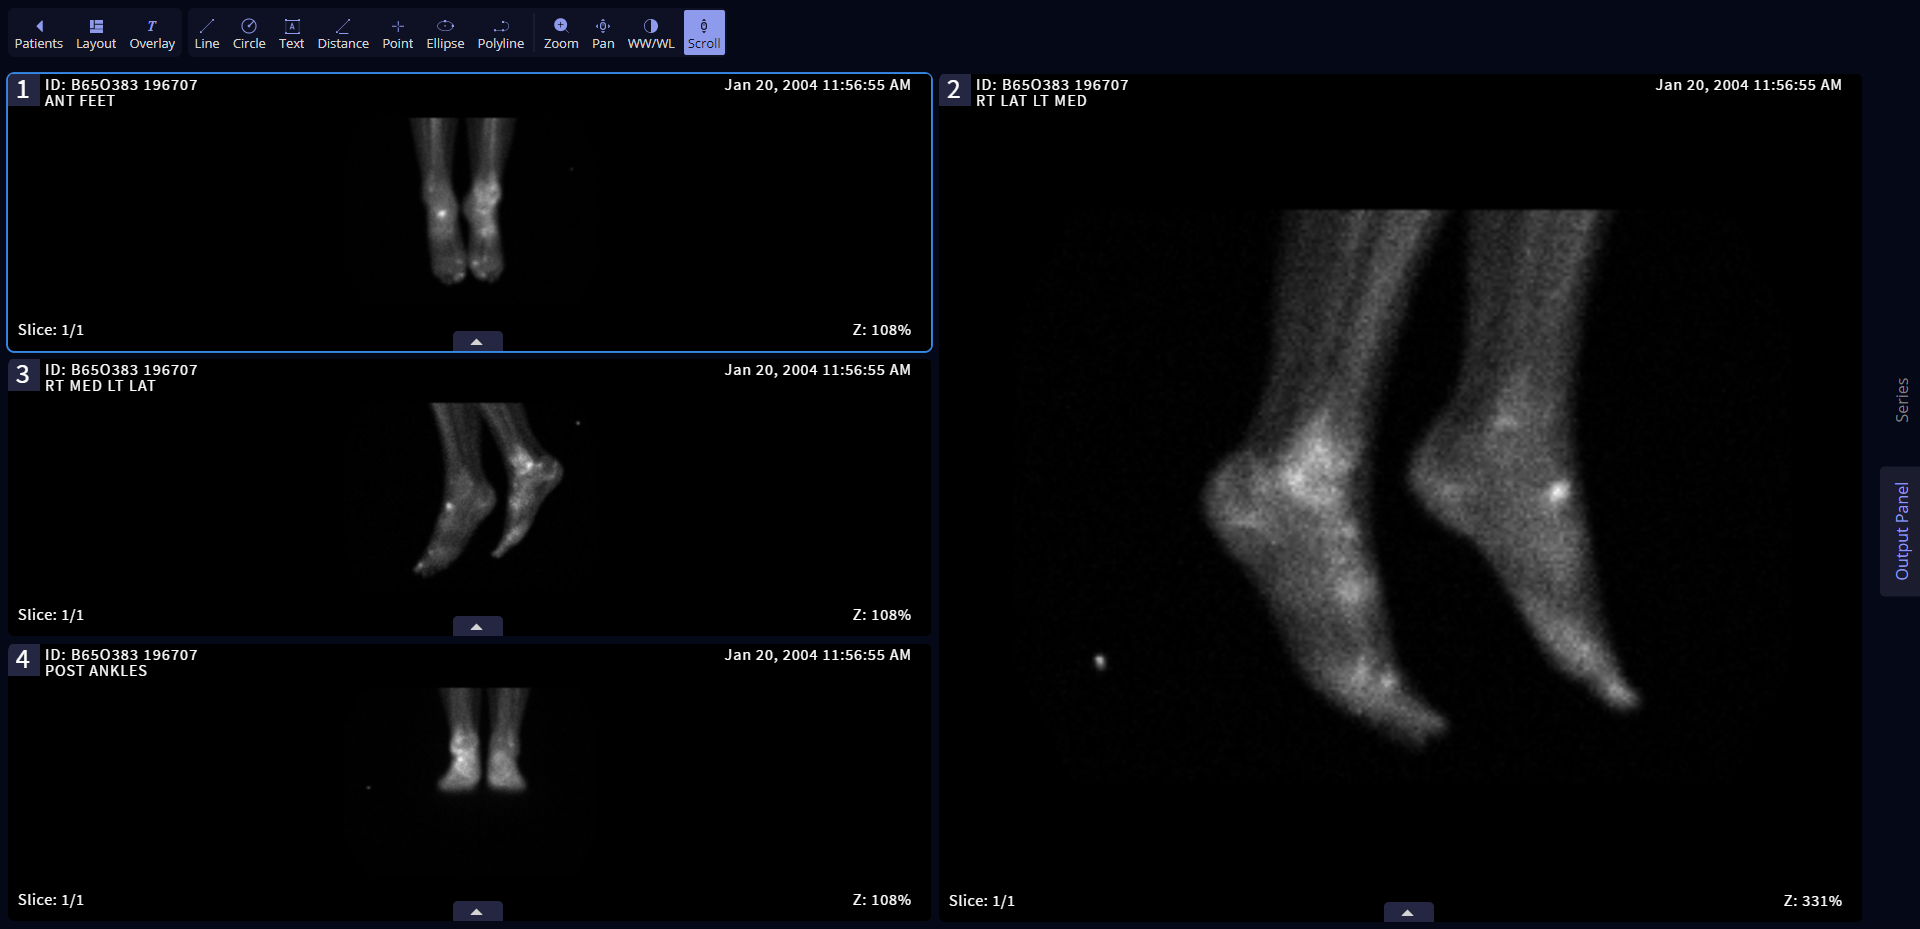 Patients Layout Overlay Line Circle Text Distance Point Ellipse Polyline Zoom Pan WW/WL Scroll
1 ID: B65O383 196707 Jan 20, 2004 11:56:55 AM
ANT FEET
Slice: 1/1 Z: 108%
2 ID: B65O383 196707 Jan 20, 2004 11:56:55 AM
RT LAT LT MED
Slice: 1/1 Z: 331%
3 ID: B65O383 196707 Jan 20, 2004 11:56:55 AM
RT MED LT LAT
Slice: 1/1 Z: 108%
4 ID: B65O383 196707 Jan 20, 2004 11:56:55 AM
POST ANKLES
Slice: 1/1 Z: 108%
Series
Output Panel